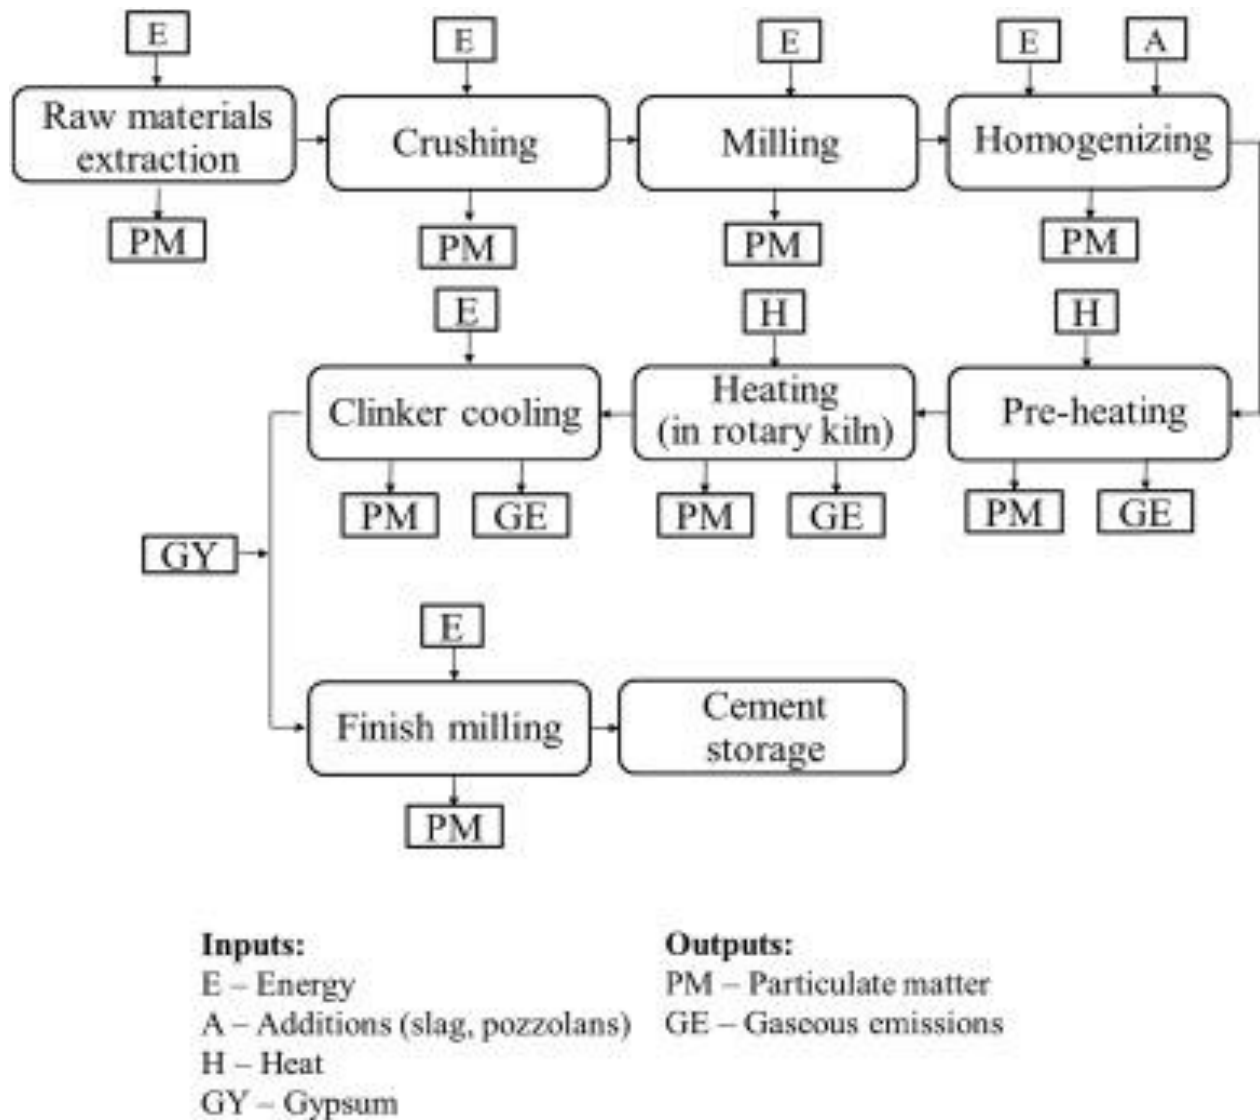 E
E
E
E
A
Raw materials
extraction
Crushing
Milling
Homogenizing
PM
PM
PM
PM
E
H
H
Clinker cooling
Heating
(in rotary kiln)
Pre-heating
PM
GE
PM
GE
PM
GE
GY
E
Finish milling
Cement
storage
PM
Inputs:
E – Energy
A – Additions (slag, pozzolans)
H – Heat
GY – Gypsum
Outputs:
PM – Particulate matter
GE – Gaseous emissions